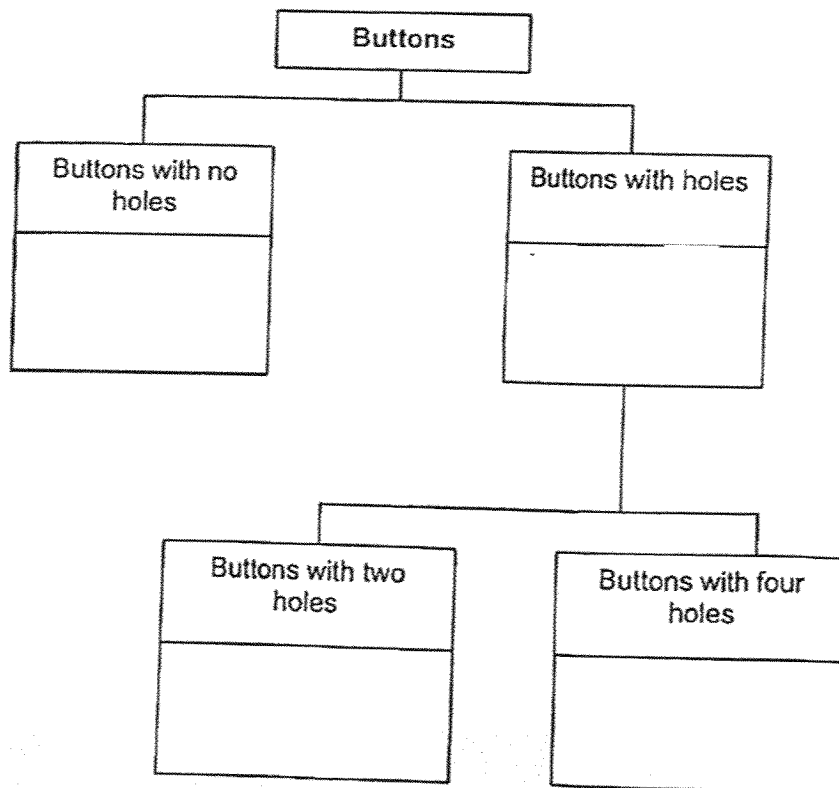 Buttons
Buttons with no
holes
Buttons with holes
Buttons with two
holes
Buttons with four
holes